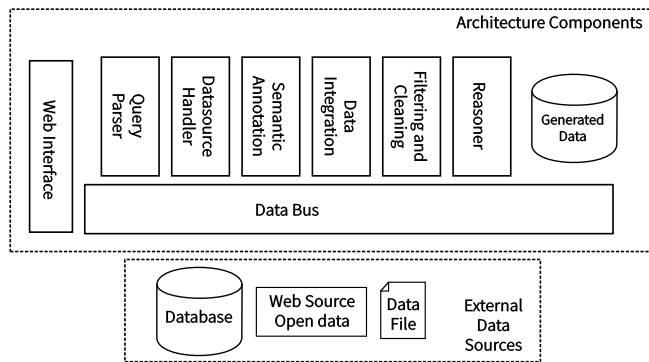 Architecture Components
Web Interface
Query
Parser
Datasource
Handler
Semantic
Annotation
Data
Integration
Filtering and
Cleaning
Reasoner
Generated
Data
Data Bus
Database
Web Source
Open data
Data
File
External
Data
Sources